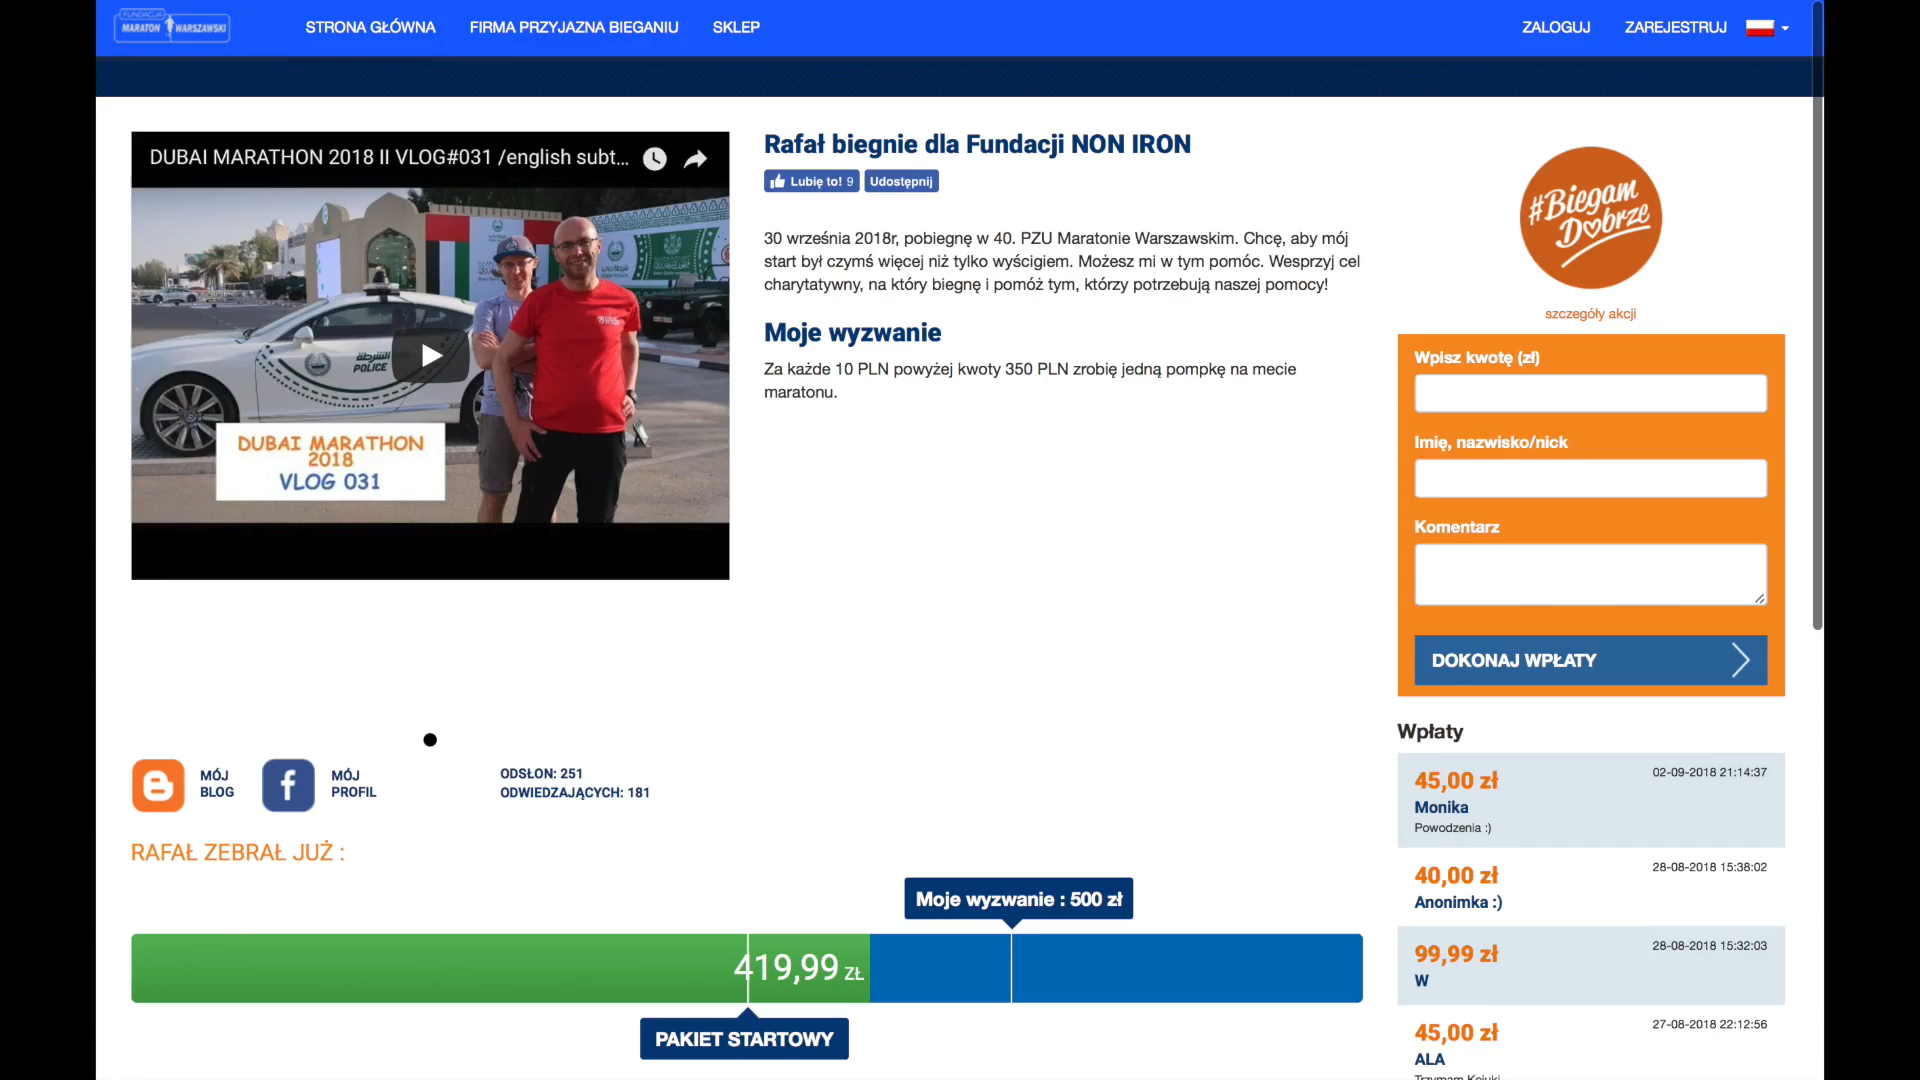 FUNDACJA
MARATON WARSZAWSKI
STRONA GŁÓWNA
FIRMA PRZYJAZNA BIEGANIU
SKLEP
ZALOGUJ
ZAREJESTRUJ
DUBAI MARATHON 2018 II VLOG#031 /english subt...
الشرطة
POLICE
DUBAI MARATHON
2018
VLOG 031
Rafał biegnie dla Fundacji NON IRON
Lubię to! 9
Udostępnij
30 września 2018r, pobiegnę w 40. PZU Maratonie Warszawskim. Chcę, aby mój
start był czymś więcej niż tylko wyścigiem. Możesz mi w tym pomóc. Wesprzyj cel
charytatywny, na który biegnę i pomóż tym, którzy potrzebują naszej pomocy!
Moje wyzwanie
Za każde 10 PLN powyżej kwoty 350 PLN zrobię jedną pompkę na mecie
maratonu.
#Biegam
Dobrze
szczegóły akcji
Wpisz kwotę (zł)
Imię, nazwisko/nick
Komentarz
DOKONAJ WPŁATY
MÓJ
BLOG
MÓJ
PROFIL
ODSŁON: 251
ODWIEDZAJĄCYCH: 181
RAFAŁ ZEBRAŁ JUŻ :
Moje wyzwanie : 500 zł
419,99 ZŁ
PAKIET STARTOWY
Wpłaty
45,00 zł
02-09-2018 21:14:37
Monika
Powodzenia :)
40,00 zł
28-08-2018 15:38:02
Anonimka :)
99,99 zł
28-08-2018 15:32:03
W
45,00 zł
27-08-2018 22:12:56
ALA
Trzymam Kciuki